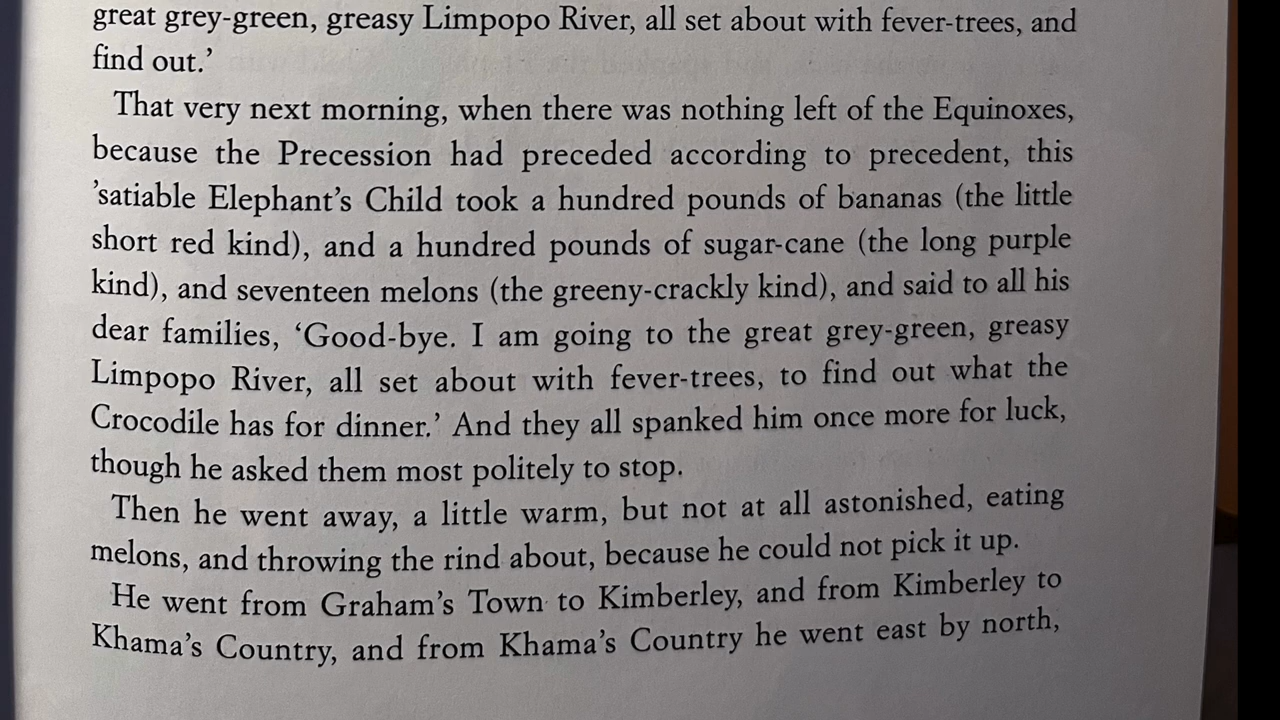 great grey-green, greasy Limpopo River, all set about with fever-trees, and
find out.’
That very next morning, when there was nothing left of the Equinoxes,
because the Precession had preceded according to precedent, this
’satiable Elephant’s Child took a hundred pounds of bananas (the little
short red kind), and a hundred pounds of sugar-cane (the long purple
kind), and seventeen melons (the greeny-crackly kind), and said to all his
dear families, ‘Good-bye. I am going to the great grey-green, greasy
Limpopo River, all set about with fever-trees, to find out what the
Crocodile has for dinner.’ And they all spanked him once more for luck,
though he asked them most politely to stop.
Then he went away, a little warm, but not at all astonished, eating
melons, and throwing the rind about, because he could not pick it up.
He went from Graham’s Town to Kimberley, and from Kimberley to
Khama’s Country, and from Khama’s Country he went east by north,